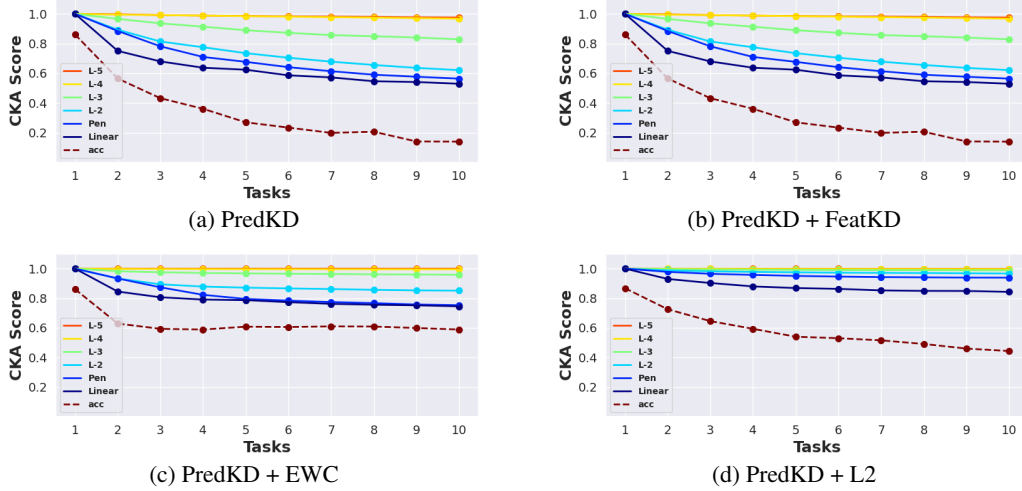 CKA Score
1.0
0.8
0.6
0.4
0.2
L-5
L-4
L-3
L-2
Pen
Linear
acc
1 2 3 4 5 6 7 8 9 10
Tasks
(a) PredKD
CKA Score
1.0
0.8
0.6
0.4
0.2
L-5
L-4
L-3
L-2
Pen
Linear
acc
1 2 3 4 5 6 7 8 9 10
Tasks
(b) PredKD + FeatKD
CKA Score
1.0
0.8
0.6
0.4
0.2
L-5
L-4
L-3
L-2
Pen
Linear
acc
1 2 3 4 5 6 7 8 9 10
Tasks
(c) PredKD + EWC
CKA Score
1.0
0.8
0.6
0.4
0.2
L-5
L-4
L-3
L-2
Pen
Linear
acc
1 2 3 4 5 6 7 8 9 10
Tasks
(d) PredKD + L2